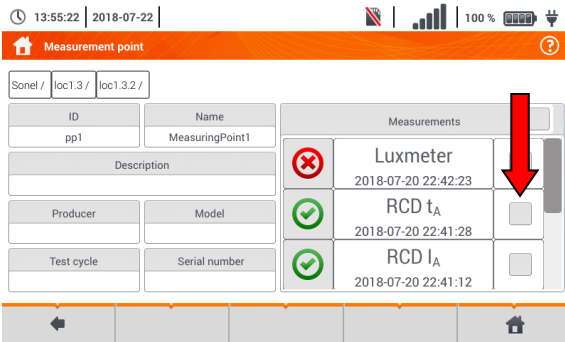 13:55:22 2018-07-22 100 %
Measurement point ?
Sonel / loc1.3 / loc1.3.2 /
ID Name Measurements
pp1 MeasuringPoint1
Description
Luxmeter
2018-07-20 22:42:23
Producer Model
RCD tA
2018-07-20 22:41:28
Test cycle Serial number
RCD IA
2018-07-20 22:41:12